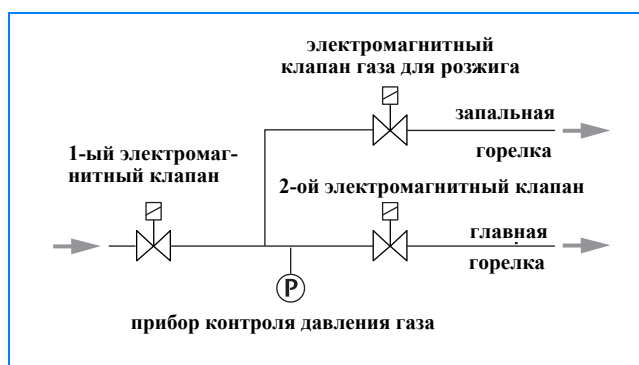 электромагнитный
клапан газа для розжига
запальная
горелка
1-ый электромаг-
нитный клапан
2-ой электромагнитный клапан
главная
горелка
P
прибор контроля давления газа